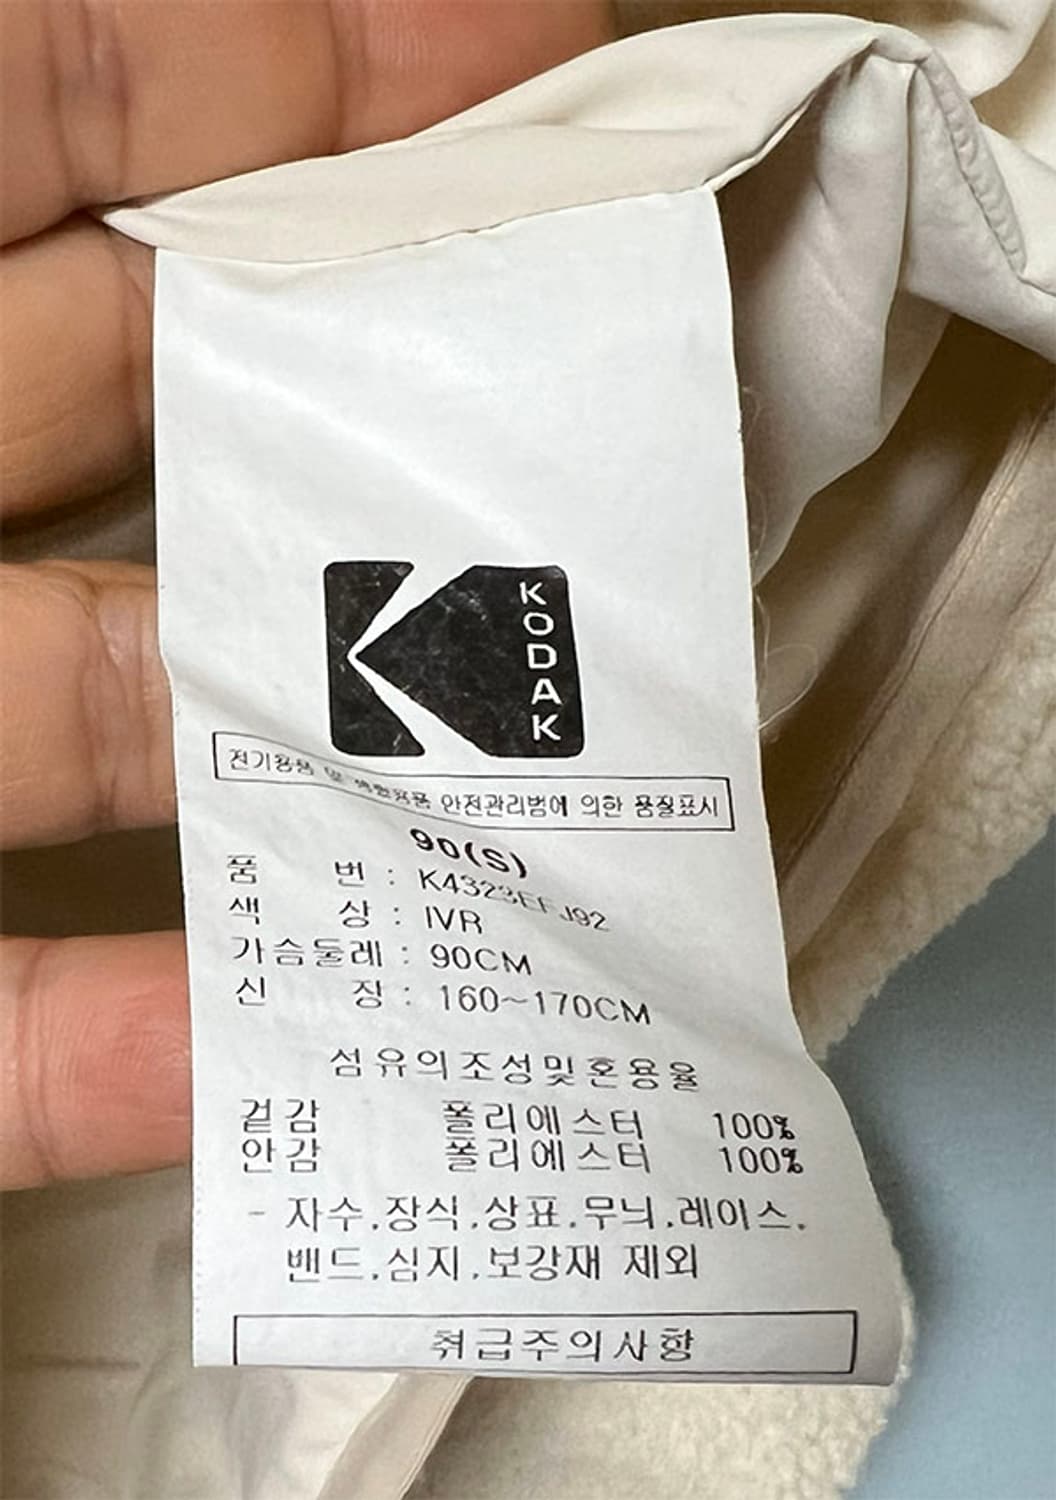 KODAK
전기용품 및 생활용품 안전관리법에 의한 품질표시
90(S)
품 번 : K4323EFJ92
색 상 : IVR
가슴둘레 : 90CM
신 장 : 160~170CM
섬유의조성및혼용율
겉감 폴리에스터 100%
안감 폴리에스터 100%
- 자수.장식.상표.무늬.레이스.
밴드.심지.보강재 제외
취급주의사항